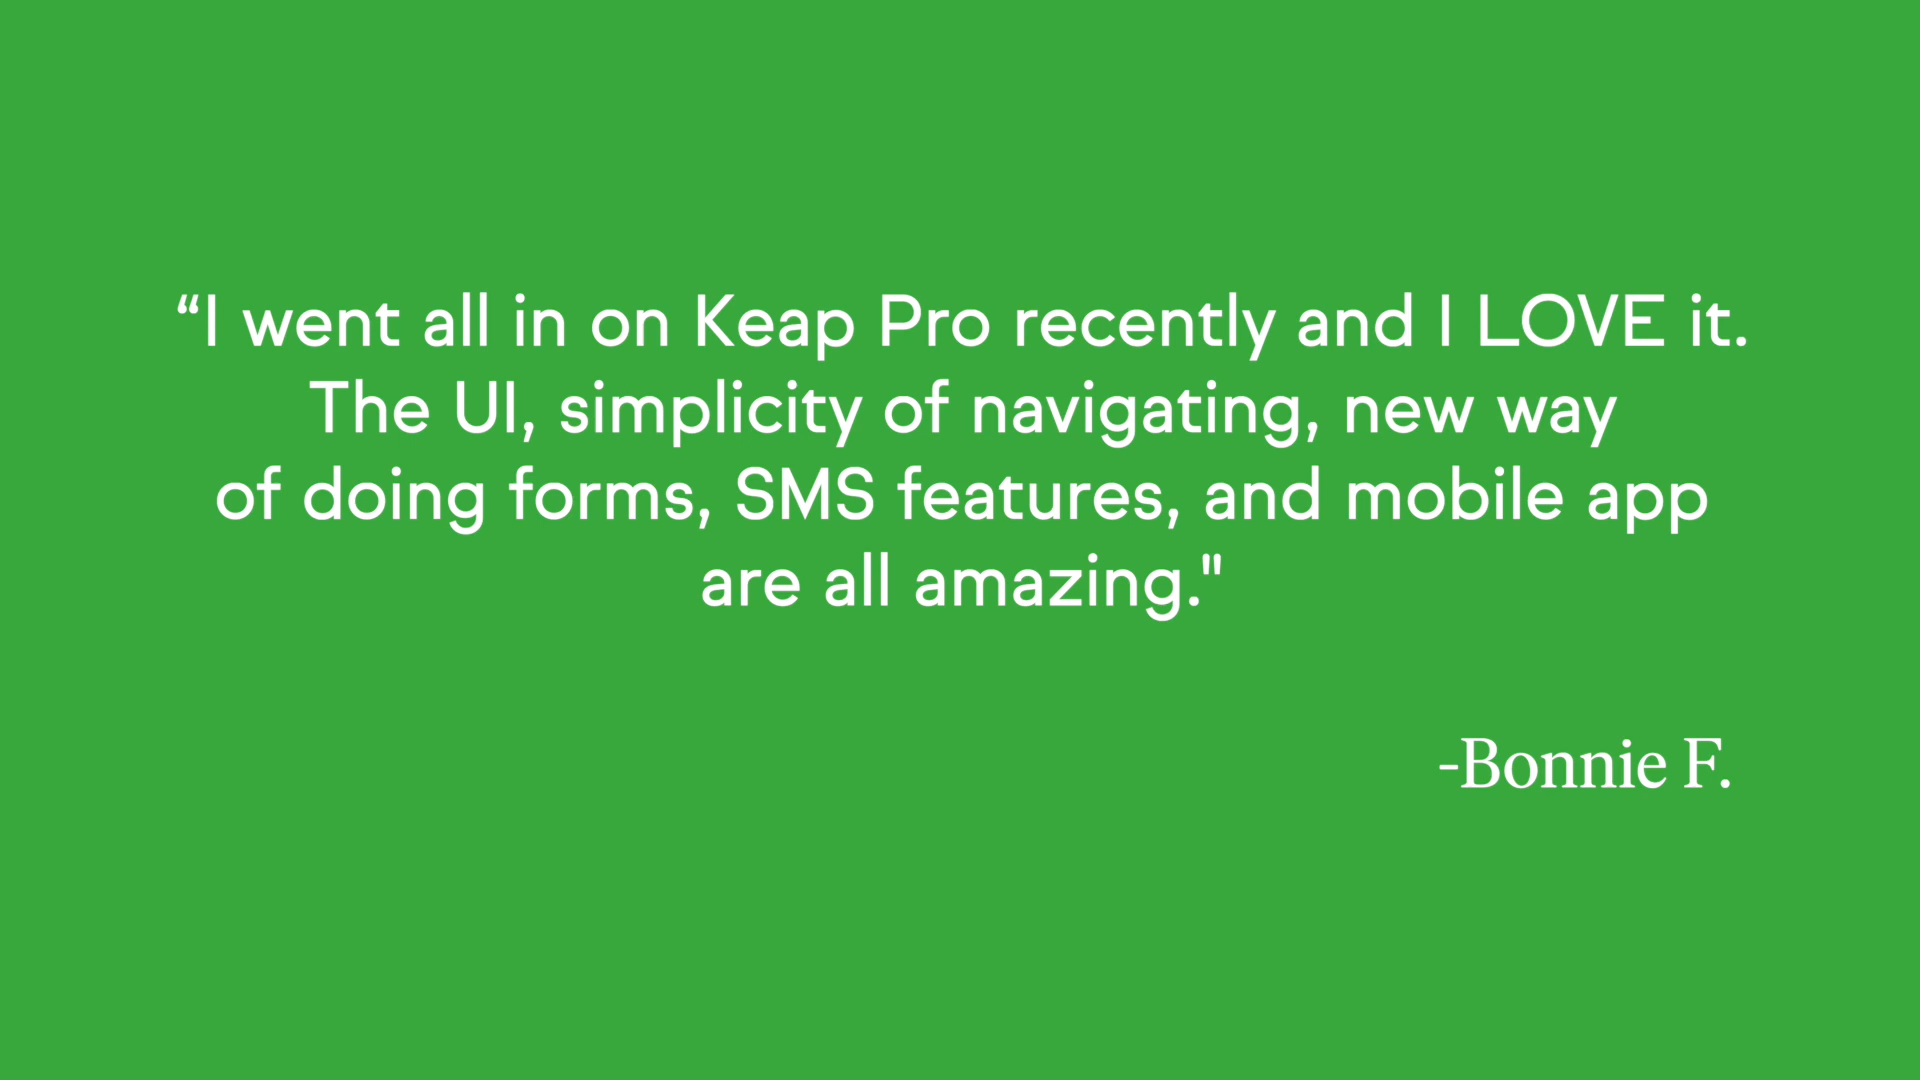 “I went all in on Keap Pro recently and I LOVE it.
The UI, simplicity of navigating, new way
of doing forms, SMS features, and mobile app
are all amazing."
-Bonnie F.